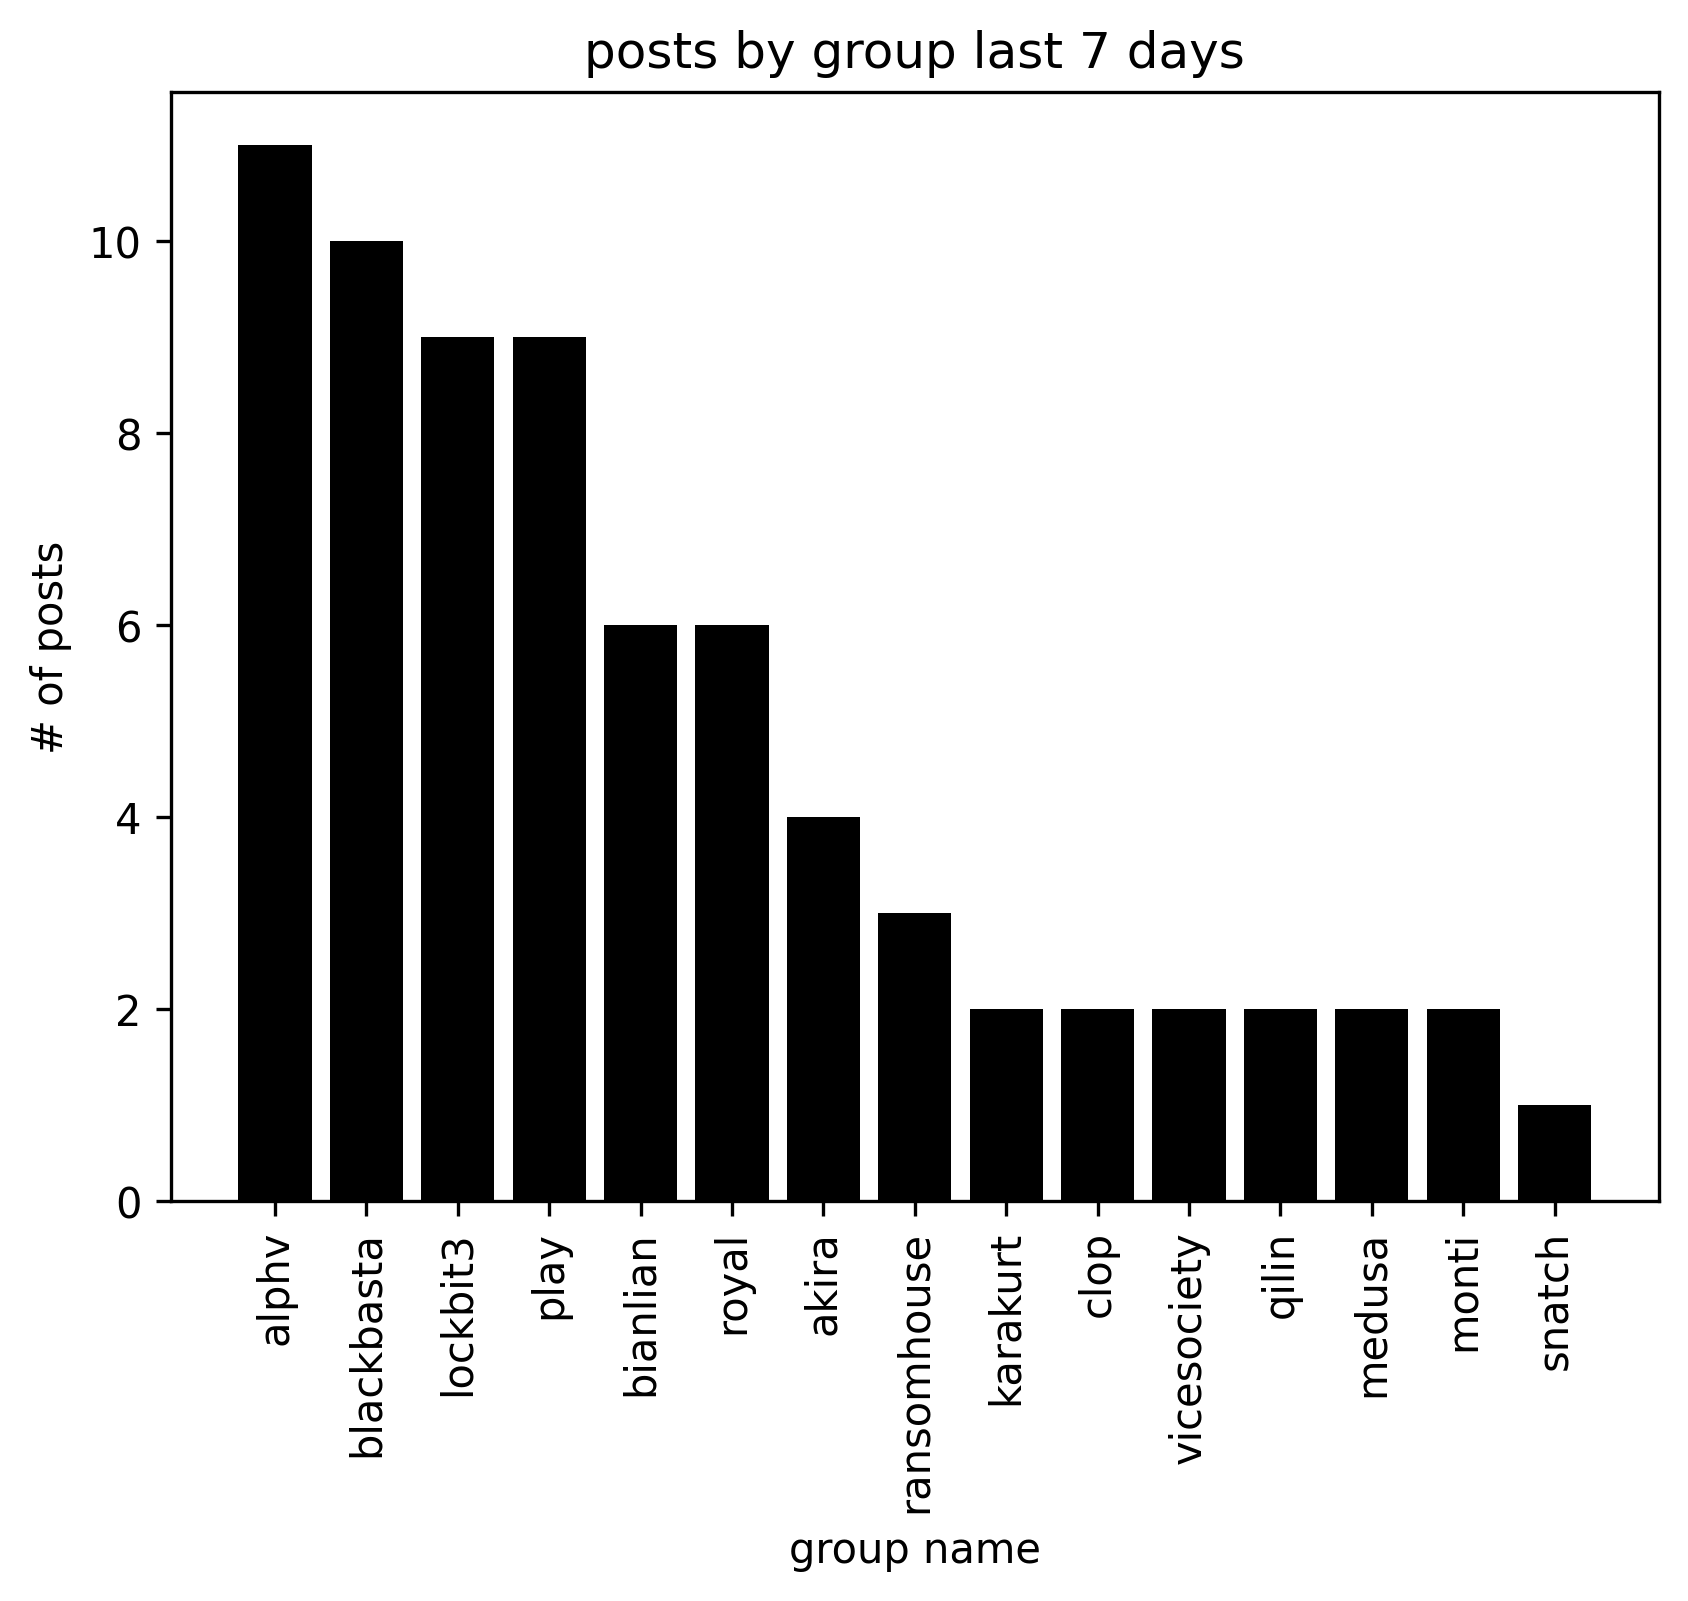 posts by group last 7 days
# of posts
10
8
6
4
2
0
alphv
blackbasta
lockbit3
play
bianlian
royal
akira
ransomhouse
karakurt
clop
vicesociety
qilin
medusa
monti
snatch
group name